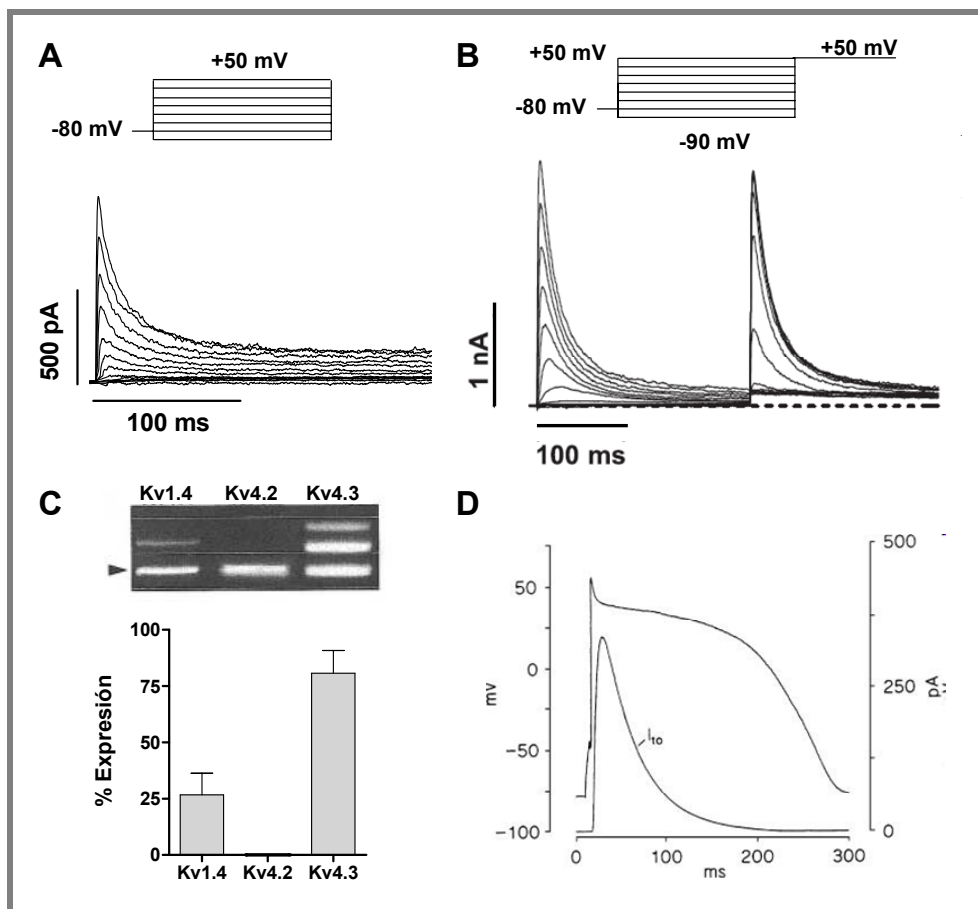 A
+50 mV
-80 mV
500 pA
100 ms
B
+50 mV
+50 mV
-80 mV
-90 mV
1 nA
100 ms
C
Kv1.4 Kv4.2 Kv4.3
% Expresión
100
75
50
25
0
Kv1.4 Kv4.2 Kv4.3
D
mv
50
0
-50
-100
500
250
0
pA
Ito
0 100 200 300
ms